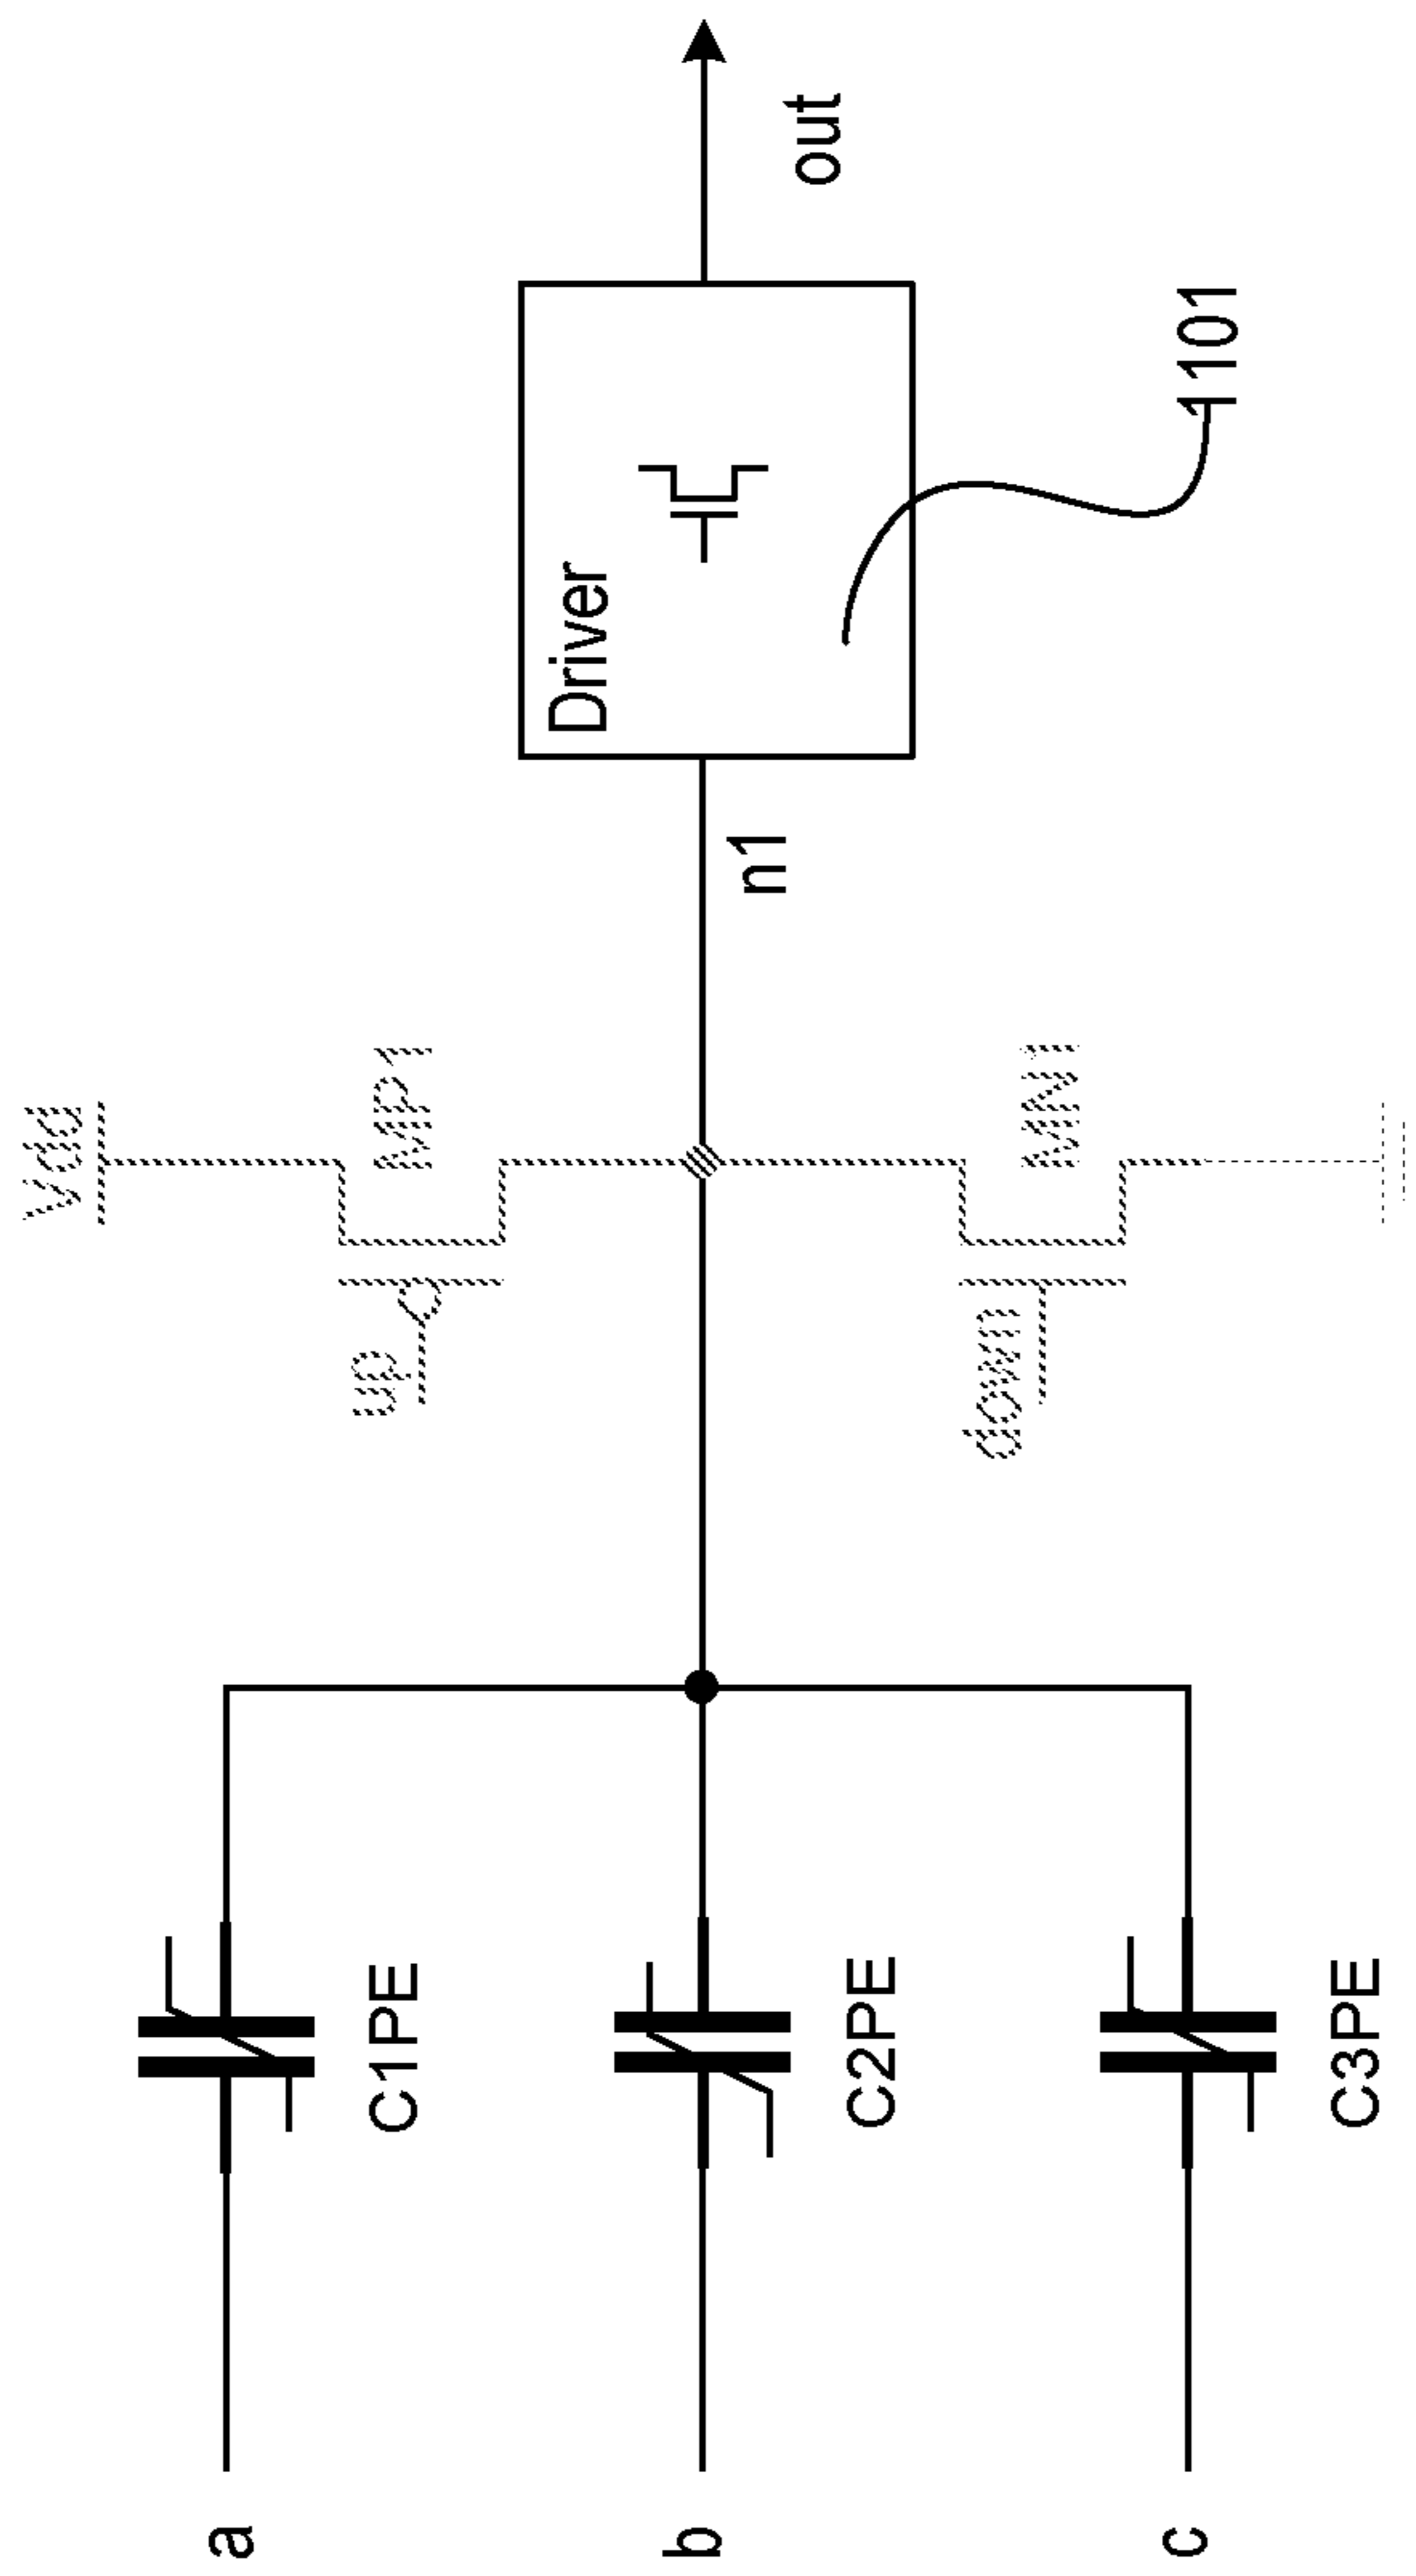 a
C1PE
b
C2PE
c
C3PE
Vdd
up
MP1
down
MN1
n1
Driver
1101
out